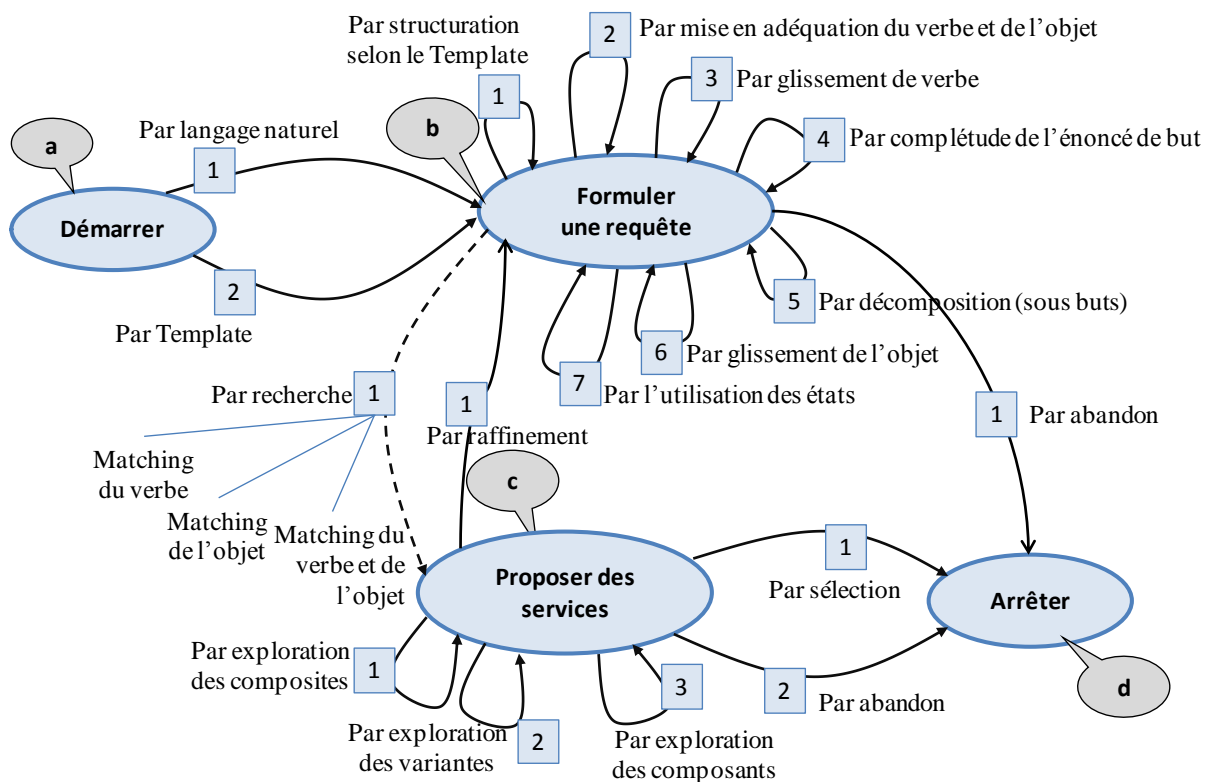 Par structuration
selon le Template
2
Par mise en adéquation du verbe et de l'objet
1
3
Par glissement de verbe
Par langage naturel
b
4
Par complétude de l'énoncé de but
a
1
Formuler
une requête
Démarrer
2
5
Par décomposition (sous buts)
Par Template
6
Par glissement de l'objet
7
Par l'utilisation des états
Par recherche
1
1
Par raffinement
1
Par abandon
Matching
du verbe
Matching
de l'objet
Matching du
verbe et de
l'objet
c
1
Par sélection
Proposer des
services
Arrêter
Par exploration
des composites
1
3
2
Par abandon
d
Par exploration
des variantes
2
Par exploration
des composants